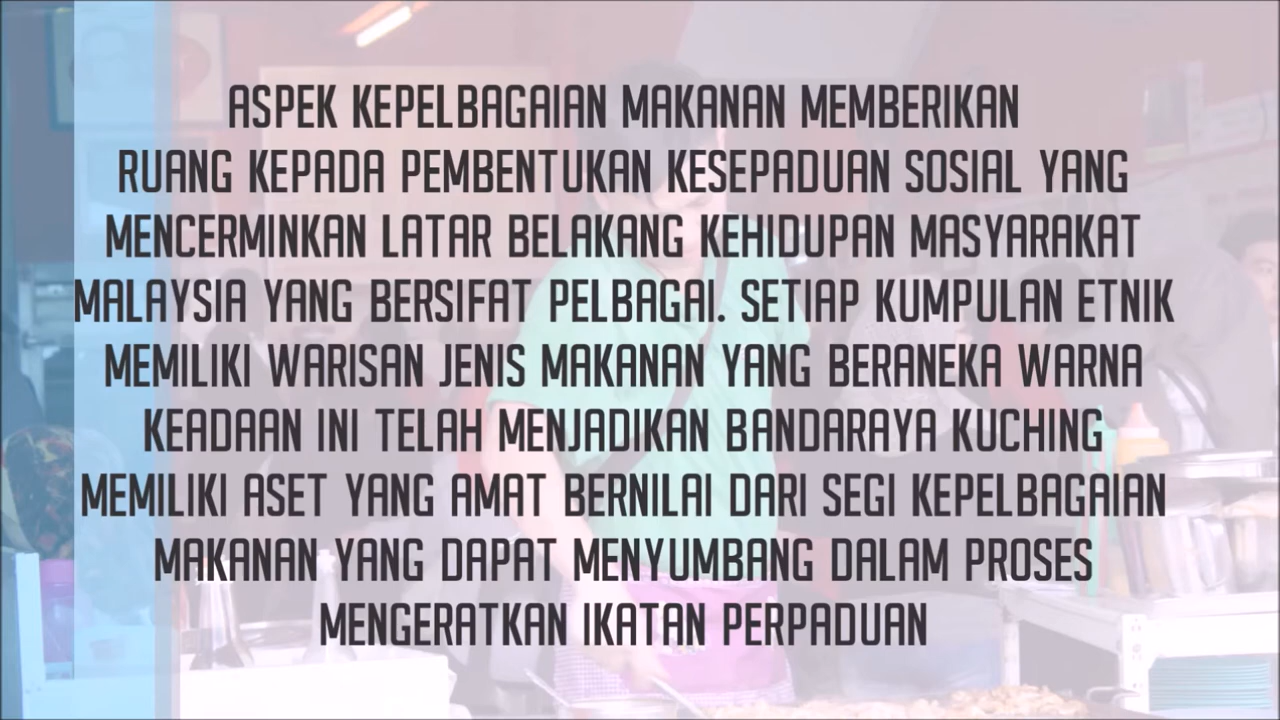 ASPEK KEPELBAGAIAN MAKANAN MEMBERIKAN
RUANG KEPADA PEMBENTUKAN KESEPADUAN SOSIAL YANG
MENCERMINKAN LATAR BELAKANG KEHIDUPAN MASYARAKAT
MALAYSIA YANG BERSIFAT PELBAGAI. SETIAP KUMPULAN ETNIK
MEMILIKI WARISAN JENIS MAKANAN YANG BERANEKA WARNA
KEADAAN INI TELAH MENJADIKAN BANDARAYA KUCHING
MEMILIKI ASET YANG AMAT BERNILAI DARI SEGI KEPELBAGAIAN
MAKANAN YANG DAPAT MENYUMBANG DALAM PROSES
MENGERATKAN IKATAN PERPADUAN